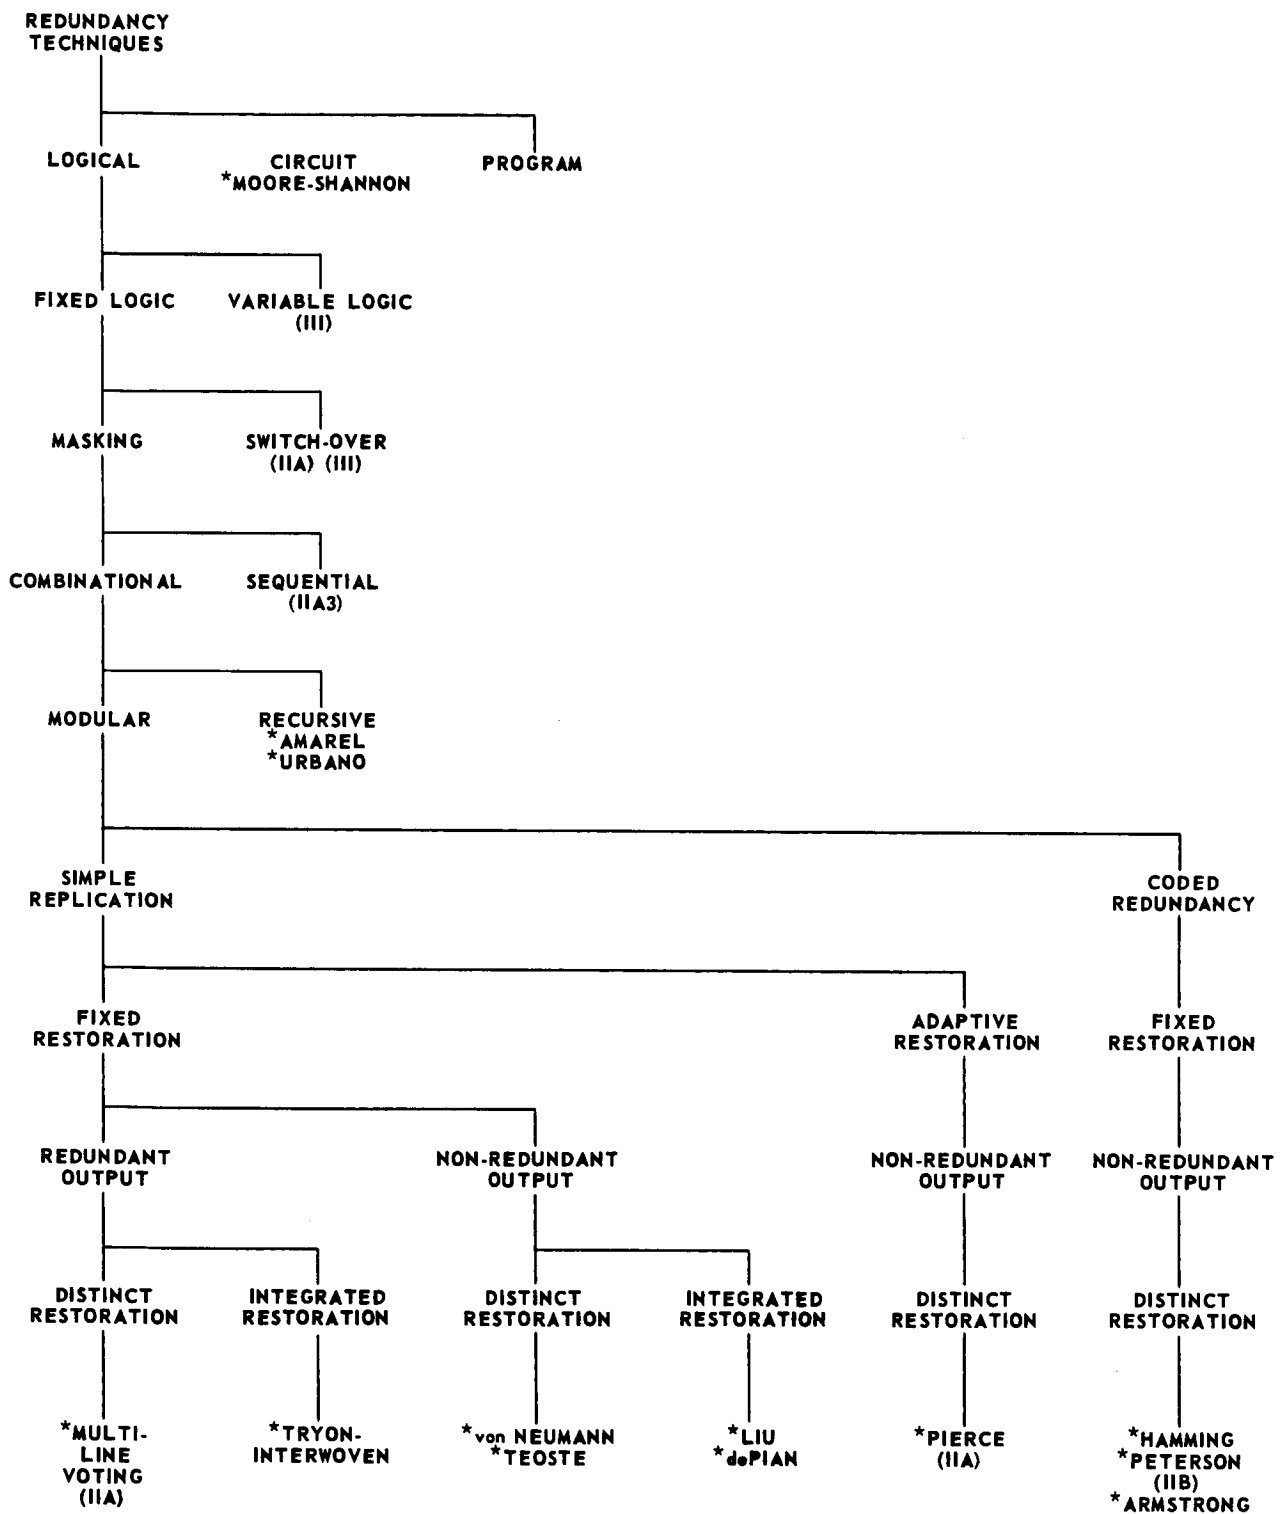 REDUNDANCY
TECHNIQUES
LOGICAL
CIRCUIT
*MOORE-SHANNON
PROGRAM
FIXED LOGIC
VARIABLE LOGIC
(III)
MASKING
SWITCH-OVER
(IIA) (III)
COMBINATIONAL
SEQUENTIAL
(IIA3)
MODULAR
RECURSIVE
*AMAREL
*URBANO
SIMPLE
REPLICATION
CODED
REDUNDANCY
FIXED
RESTORATION
ADAPTIVE
RESTORATION
FIXED
RESTORATION
REDUNDANT
OUTPUT
NON-REDUNDANT
OUTPUT
NON-REDUNDANT
OUTPUT
NON-REDUNDANT
OUTPUT
DISTINCT
RESTORATION
INTEGRATED
RESTORATION
DISTINCT
RESTORATION
INTEGRATED
RESTORATION
DISTINCT
RESTORATION
DISTINCT
RESTORATION
*MULTI-
LINE
VOTING
(IIA)
*TRYON-
INTERWOVEN
*von NEUMANN
*TEOSTE
*LIU
*dePIAN
*PIERCE
(IIA)
*HAMMING
*PETERSON
(IIB)
*ARMSTRONG